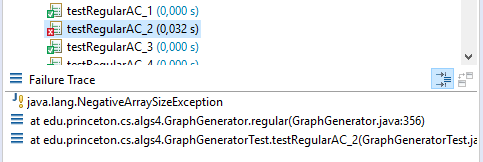 testRegularAC_1 (0,000 s)
testRegularAC_2 (0,032 s)
testRegularAC_3 (0,000 s)
testRegularAC_4 (0,000 s)
Failure Trace
java.lang.NegativeArraySizeException
at edu.princeton.cs.algs4.GraphGenerator.regular(GraphGenerator.java:356)
at edu.princeton.cs.algs4.GraphGeneratorTest.testRegularAC_2(GraphGeneratorTest.ja